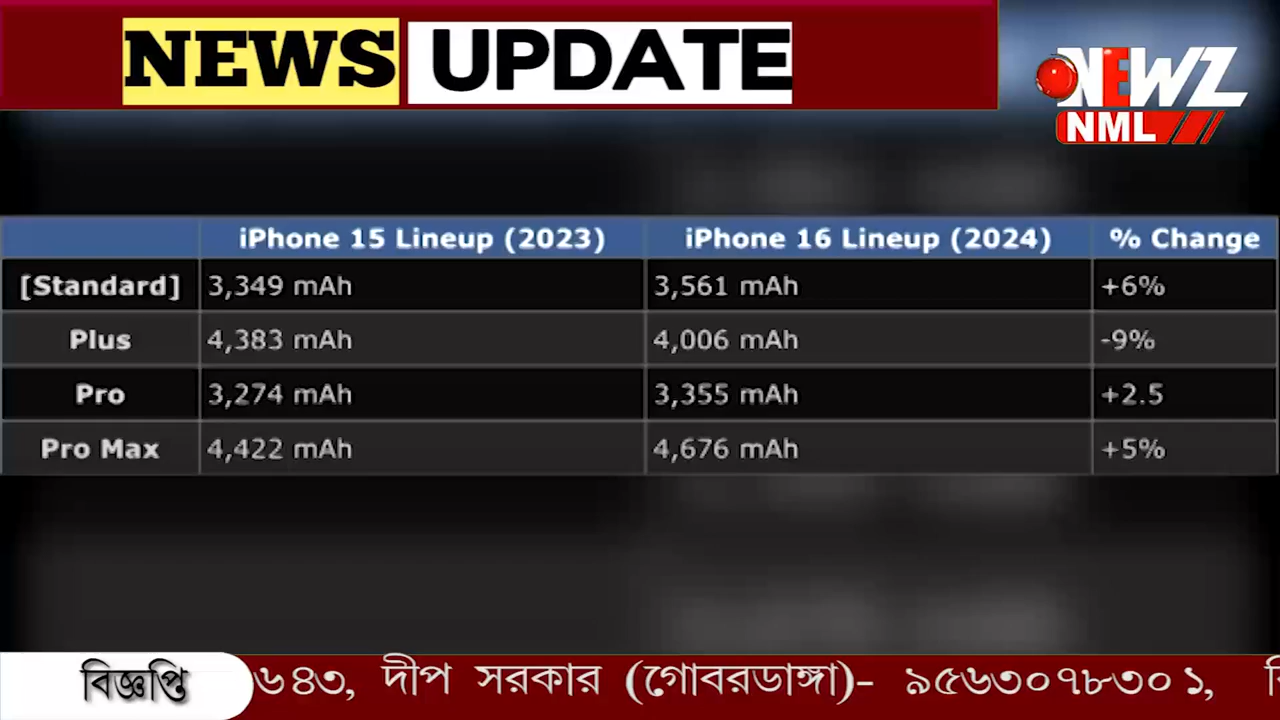 NEWS UPDATE
NEWZ
NML
iPhone 15 Lineup (2023) iPhone 16 Lineup (2024) % Change
[Standard] 3,349 mAh 3,561 mAh +6%
Plus 4,383 mAh 4,006 mAh -9%
Pro 3,274 mAh 3,355 mAh +2.5
Pro Max 4,422 mAh 4,676 mAh +5%
বিজ্ঞপ্তি ৬৪৩, দীপ সরকার (গোবরডাঙ্গা)- ৯৫৬৩০৭৮৩০১,